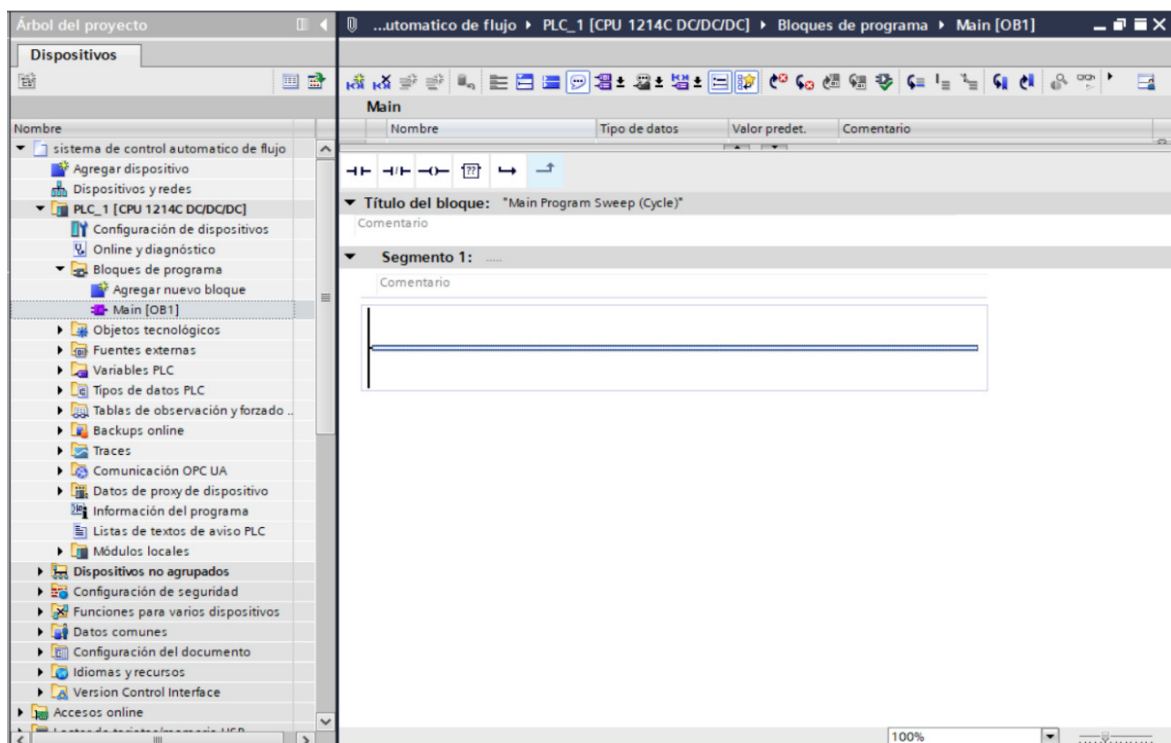 Árbol del proyecto
Dispositivos
Nombre
sistema de control automatico de flujo
Agregar dispositivo
Dispositivos y redes
PLC_1 [CPU 1214C DC/DC/DC]
Configuración de dispositivos
Online y diagnóstico
Bloques de programa
Agregar nuevo bloque
Main [OB1]
Objetos tecnológicos
Fuentes externas
Variables PLC
Tipos de datos PLC
Tablas de observación y forzado ..
Backups online
Traces
Comunicación OPC UA
Datos de proxy de dispositivo
Información del programa
Listas de textos de aviso PLC
Módulos locales
Dispositivos no agrupados
Configuración de seguridad
Funciones para varios dispositivos
Datos comunes
Configuración del documento
Idiomas y recursos
Version Control Interface
Accesos online
...utomatico de flujo ▸ PLC_1 [CPU 1214C DC/DC/DC] ▸ Bloques de programa ▸ Main [OB1]
Main
Nombre Tipo de datos Valor predet. Comentario
??
Título del bloque: "Main Program Sweep (Cycle)"
Comentario
Segmento 1: .....
Comentario
100%